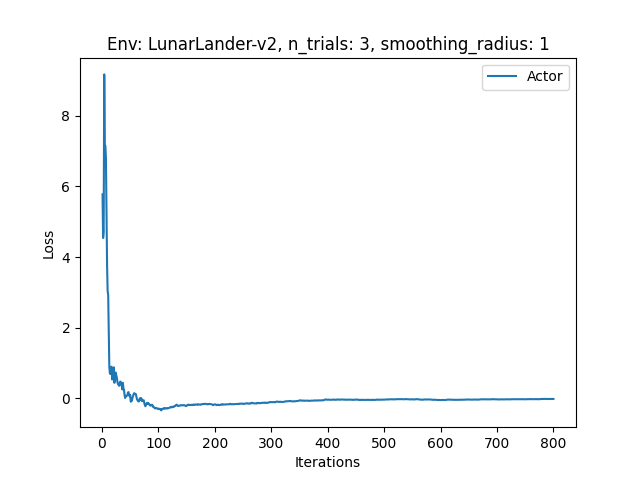 Env: LunarLander-v2, n_trials: 3, smoothing_radius: 1
Actor
Loss
8
6
4
2
0
0 100 200 300 400 500 600 700 800
Iterations